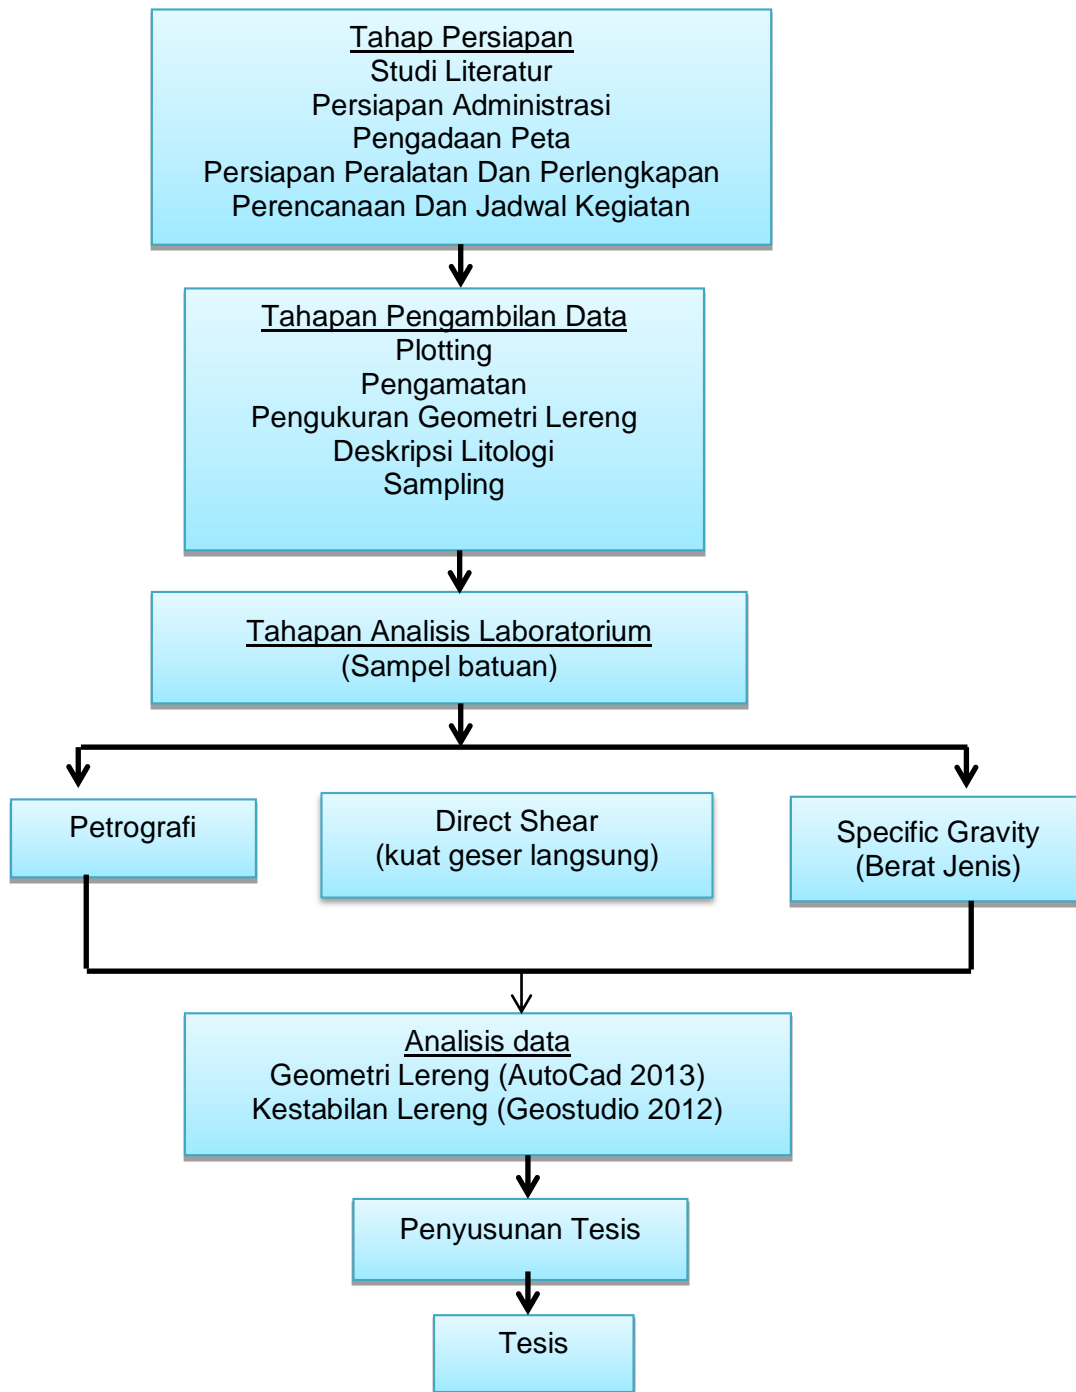 Tahap Persiapan
Studi Literatur
Persiapan Administrasi
Pengadaan Peta
Persiapan Peralatan Dan Perlengkapan
Perencanaan Dan Jadwal Kegiatan
Tahapan Pengambilan Data
Plotting
Pengamatan
Pengukuran Geometri Lereng
Deskripsi Litologi
Sampling
Tahapan Analisis Laboratorium
(Sampel batuan)
Petrografi
Direct Shear
(kuat geser langsung)
Specific Gravity
(Berat Jenis)
Analisis data
Geometri Lereng (AutoCad 2013)
Kestabilan Lereng (Geostudio 2012)
Penyusunan Tesis
Tesis